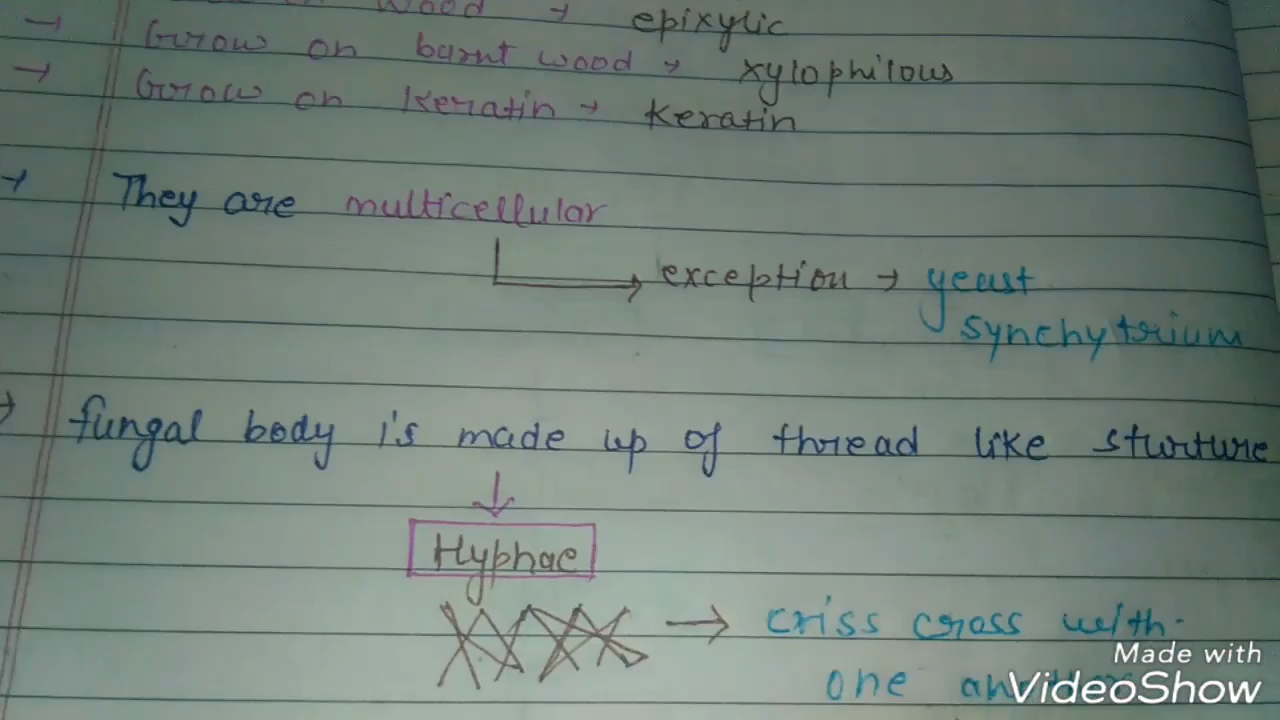 wood → epixylic
→ Grow on burnt wood → xylophilous
→ Grow on Keratin → Keratin
→ They are multicellular
exception → yeast
synchytrium
→ fungal body is made up of thread like sturture
↓
Hyphae
→ criss cross with
one
Made with
VideoShow